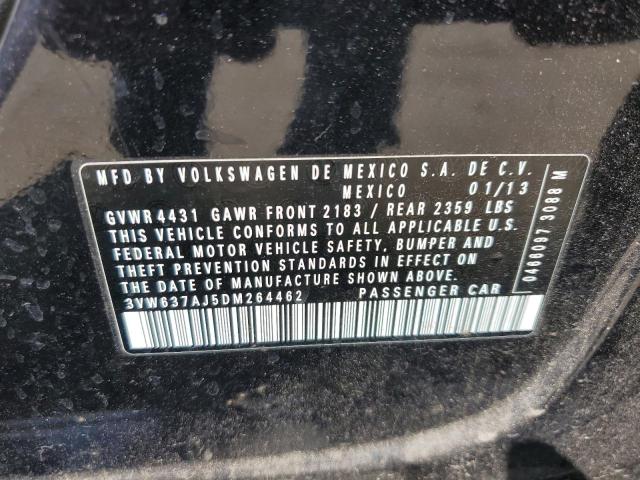 MFD BY VOLKSWAGEN DE MEXICO S.A. DE C.V.
MEXICO 01/13
GVWR 4431 GAWR FRONT 2183 / REAR 2359 LBS
THIS VEHICLE CONFORMS TO ALL APPLICABLE U.S.
FEDERAL MOTOR VEHICLE SAFETY, BUMPER AND
THEFT PREVENTION STANDARDS IN EFFECT ON
THE DATE OF MANUFACTURE SHOWN ABOVE.
3VW637AJ5DM264462 PASSENGER CAR
0408097 3088 M